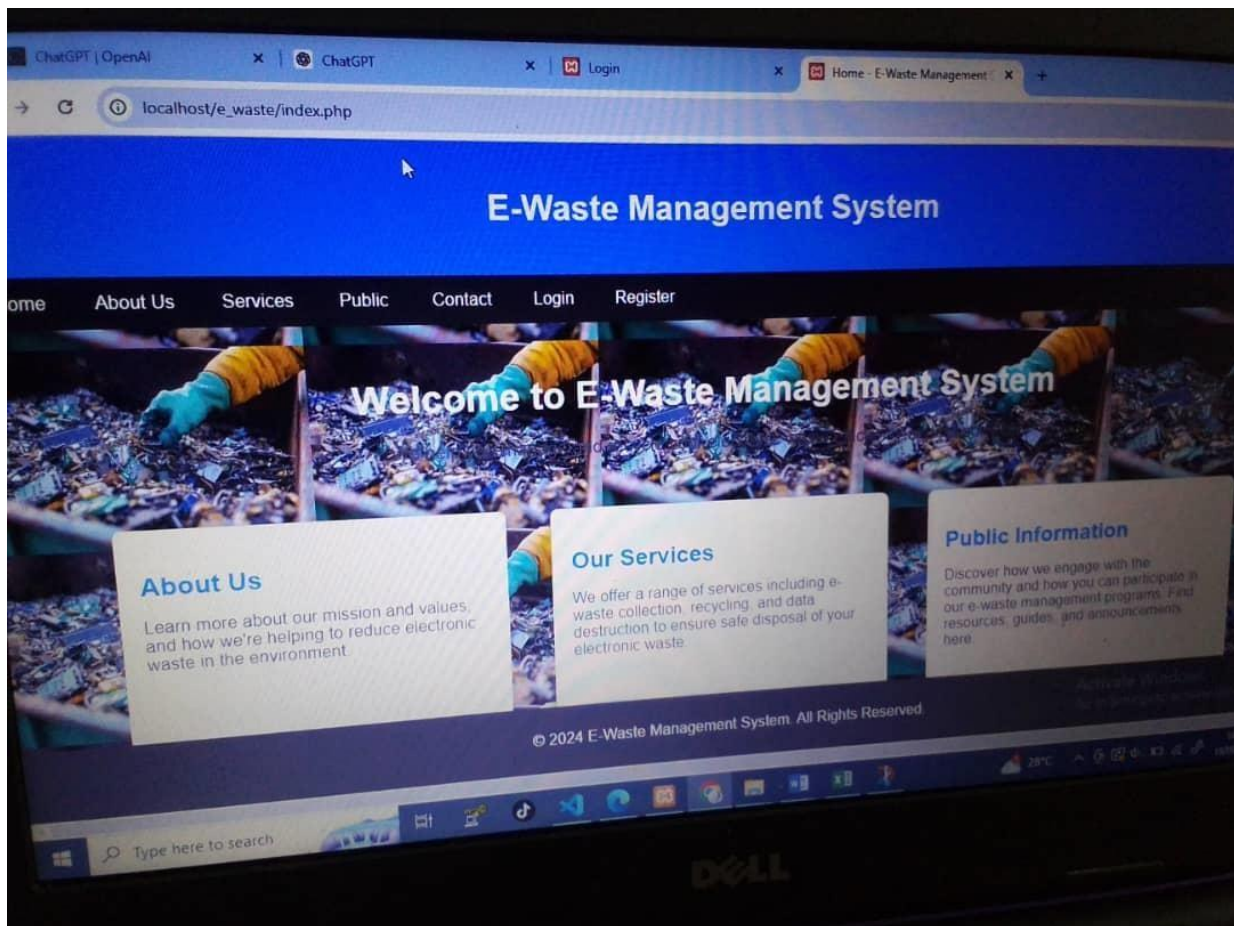 ChatGPT | OpenAI
ChatGPT
Login
Home - E-Waste Management
localhost/e_waste/index.php
E-Waste Management System
ome About Us Services Public Contact Login Register
Welcome to E-Waste Management System
About Us
Learn more about our mission and values,
and how we're helping to reduce electronic
waste in the environment.
Our Services
We offer a range of services including e-
waste collection, recycling, and data
destruction to ensure safe disposal of your
electronic waste.
Public Information
Discover how we engage with the
community and how you can participate in
our e-waste management programs. Find
resources, guides, and announcements
here.
Activate Windows
© 2024 E-Waste Management System. All Rights Reserved.
Type here to search
28°C
DELL